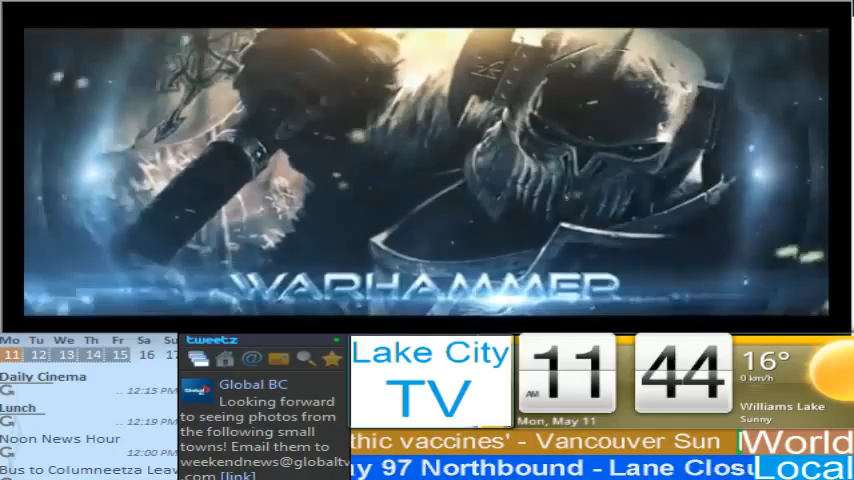 WARHAMMER
Mo Tu We Th Fr Sa Su
11 12 13 14 15 16 17
Daily Cinema
.. 12:15 PM
Lunch
.. 12:19 PM
Noon News Hour
.. 12:00 PM
Bus to Columneetza Leav
tweetz
Global BC
Looking forward
to seeing photos from
the following small
towns! Email them to
weekendnews@globaltv
.com [link]
Lake City
TV
AM 11 44
Mon, May 11
16°
0 km/h
Williams Lake
Sunny
thic vaccines' - Vancouver Sun
World
y 97 Northbound - Lane Closu
Local